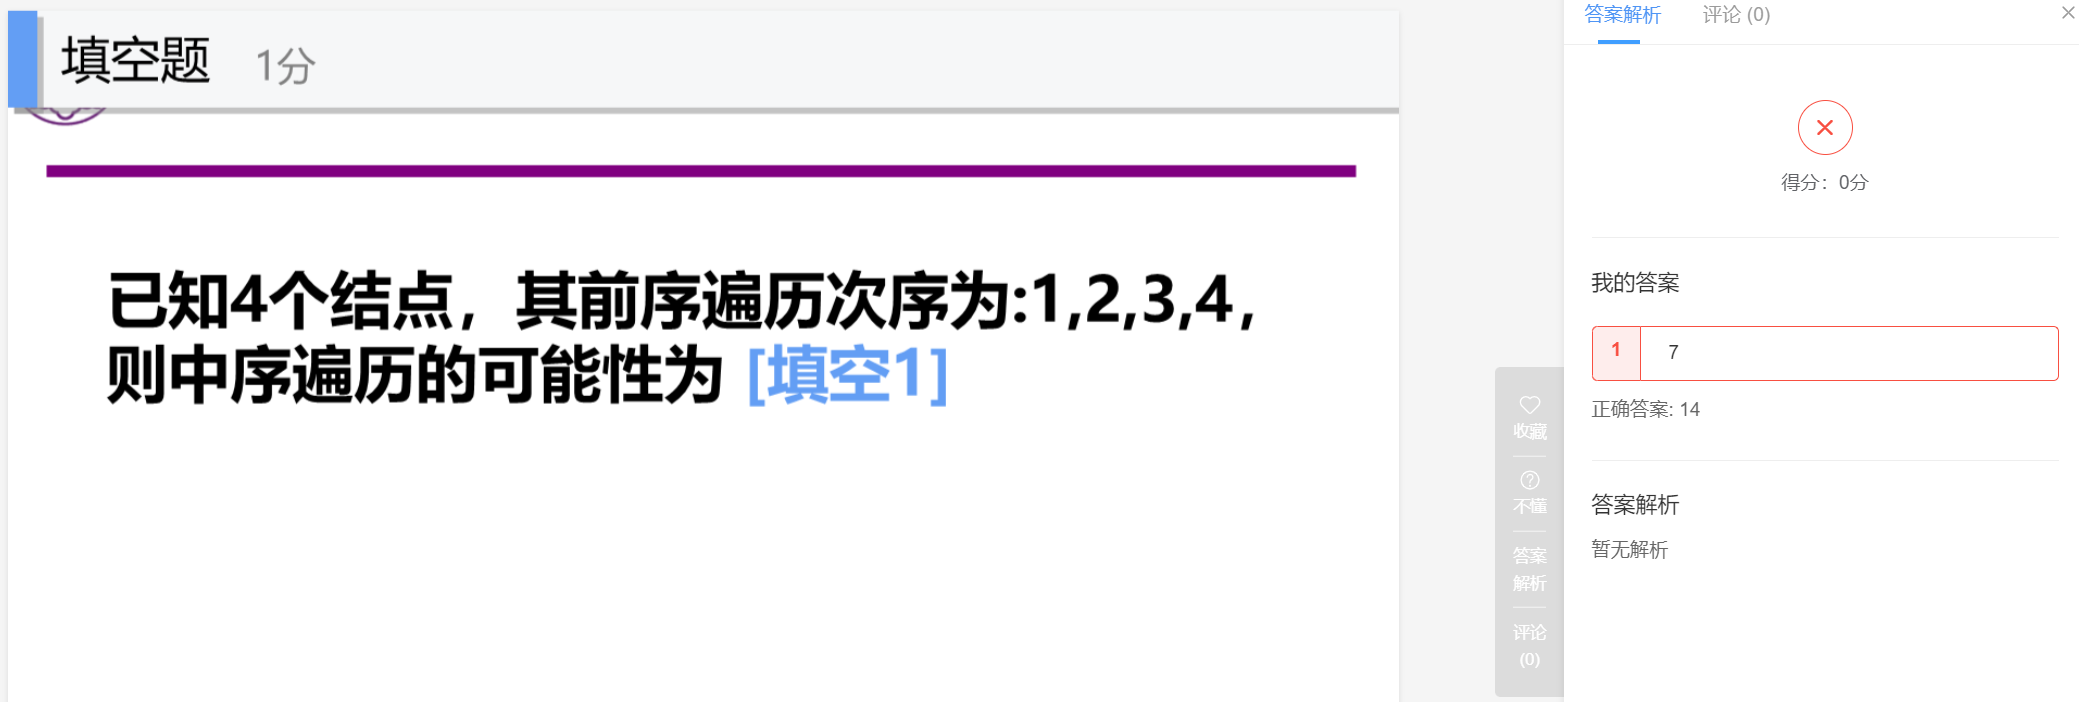 填空题 1分
已知4个结点，其前序遍历次序为:1,2,3,4，
则中序遍历的可能性为 [填空1]
收藏
不懂
答案
解析
评论
(0)
答案解析 评论 (0)
得分：0分
我的答案
1 7
正确答案: 14
答案解析
暂无解析